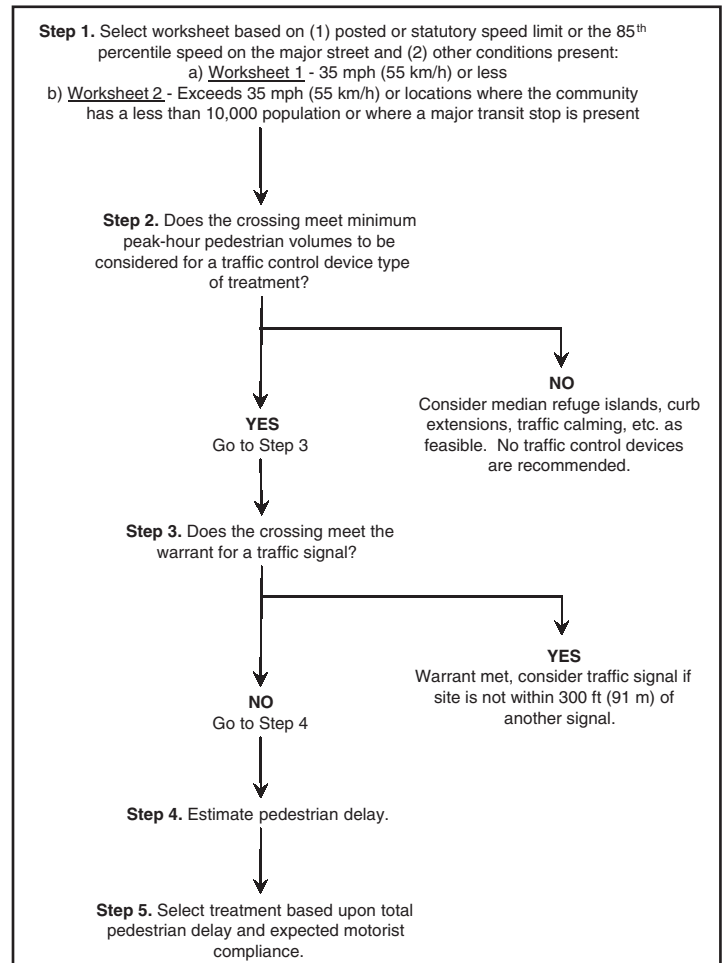 Step 1. Select worksheet based on (1) posted or statutory speed limit or the 85th
percentile speed on the major street and (2) other conditions present:
a) Worksheet 1 - 35 mph (55 km/h) or less
b) Worksheet 2 - Exceeds 35 mph (55 km/h) or locations where the community
has a less than 10,000 population or where a major transit stop is present
Step 2. Does the crossing meet minimum
peak-hour pedestrian volumes to be
considered for a traffic control device type
of treatment?
NO
Consider median refuge islands, curb
extensions, traffic calming, etc. as
feasible. No traffic control devices
are recommended.
YES
Go to Step 3
Step 3. Does the crossing meet the
warrant for a traffic signal?
YES
Warrant met, consider traffic signal if
site is not within 300 ft (91 m) of
another signal.
NO
Go to Step 4
Step 4. Estimate pedestrian delay.
Step 5. Select treatment based upon total
pedestrian delay and expected motorist
compliance.